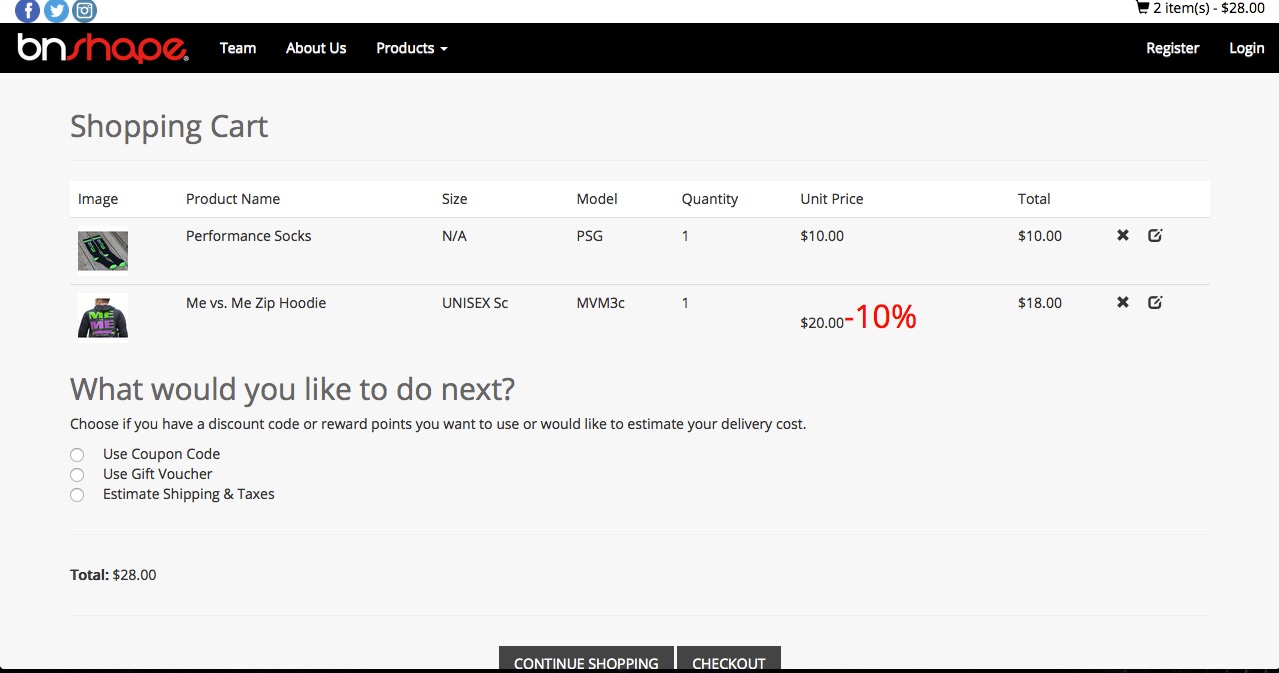 2 item(s) - $28.00
bnshape® Team About Us Products Register Login
Shopping Cart
Image Product Name Size Model Quantity Unit Price Total
Performance Socks N/A PSG 1 $10.00 $10.00
Me vs. Me Zip Hoodie UNISEX Sc MVM3c 1 $20.00-10% $18.00
ME
ME
What would you like to do next?
Choose if you have a discount code or reward points you want to use or would like to estimate your delivery cost.
Use Coupon Code
Use Gift Voucher
Estimate Shipping & Taxes
Total: $28.00
CONTINUE SHOPPING CHECKOUT